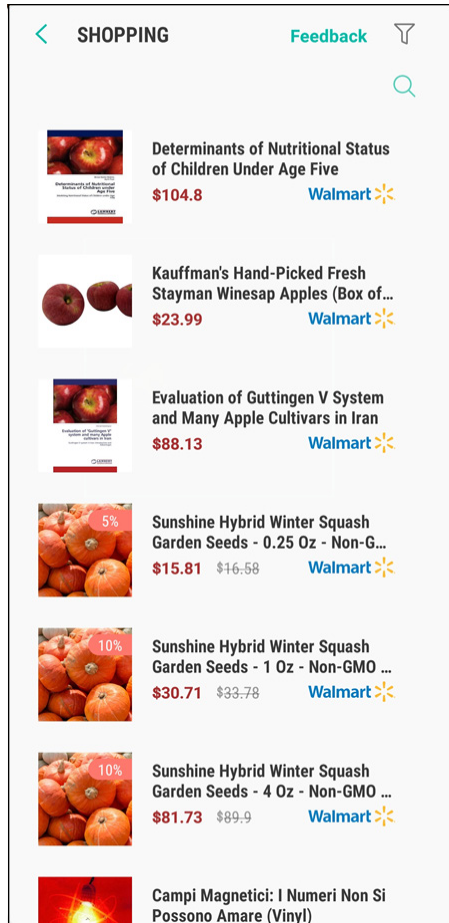 SHOPPING
Feedback
Determinants of Nutritional Status
of Children Under Age Five
$104.8
Walmart
Kauffman's Hand-Picked Fresh
Stayman Winesap Apples (Box of...
$23.99
Walmart
Evaluation of Guttingen V System
and Many Apple Cultivars in Iran
$88.13
Walmart
5%
Sunshine Hybrid Winter Squash
Garden Seeds - 0.25 Oz - Non-G...
$15.81 $16.58
Walmart
10%
Sunshine Hybrid Winter Squash
Garden Seeds - 1 Oz - Non-GMO ...
$30.71 $33.78
Walmart
10%
Sunshine Hybrid Winter Squash
Garden Seeds - 4 Oz - Non-GMO ...
$81.73 $89.9
Walmart
Campi Magnetici: I Numeri Non Si
Possono Amare (Vinyl)